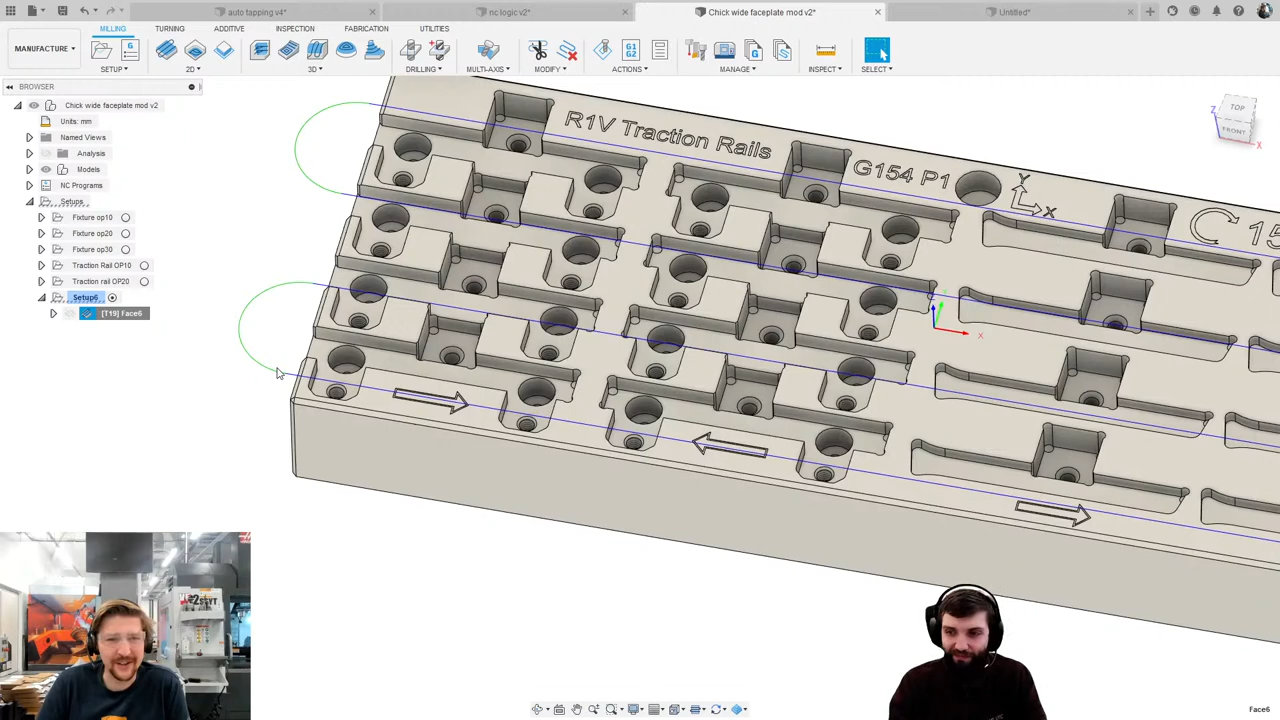 auto tapping v4*
nc logic v2*
Chick wide faceplate mod v2*
Untitled*
MILLING
TURNING
ADDITIVE
INSPECTION
FABRICATION
UTILITIES
MANUFACTURE
SETUP
2D
3D
DRILLING
MULTI-AXIS
MODIFY
ACTIONS
MANAGE
INSPECT
SELECT
BROWSER
Chick wide faceplate mod v2
Units: mm
Named Views
Analysis
Models
NC Programs
Setups
Fixture op10
Fixture op20
Fixture op30
Traction Rail OP10
Traction rail OP20
Setup6
[T19] Face6
R1V Traction Rails
G154 P1
Y
X
15
TOP
FRONT
Z
X
X
G1
G2
Face6